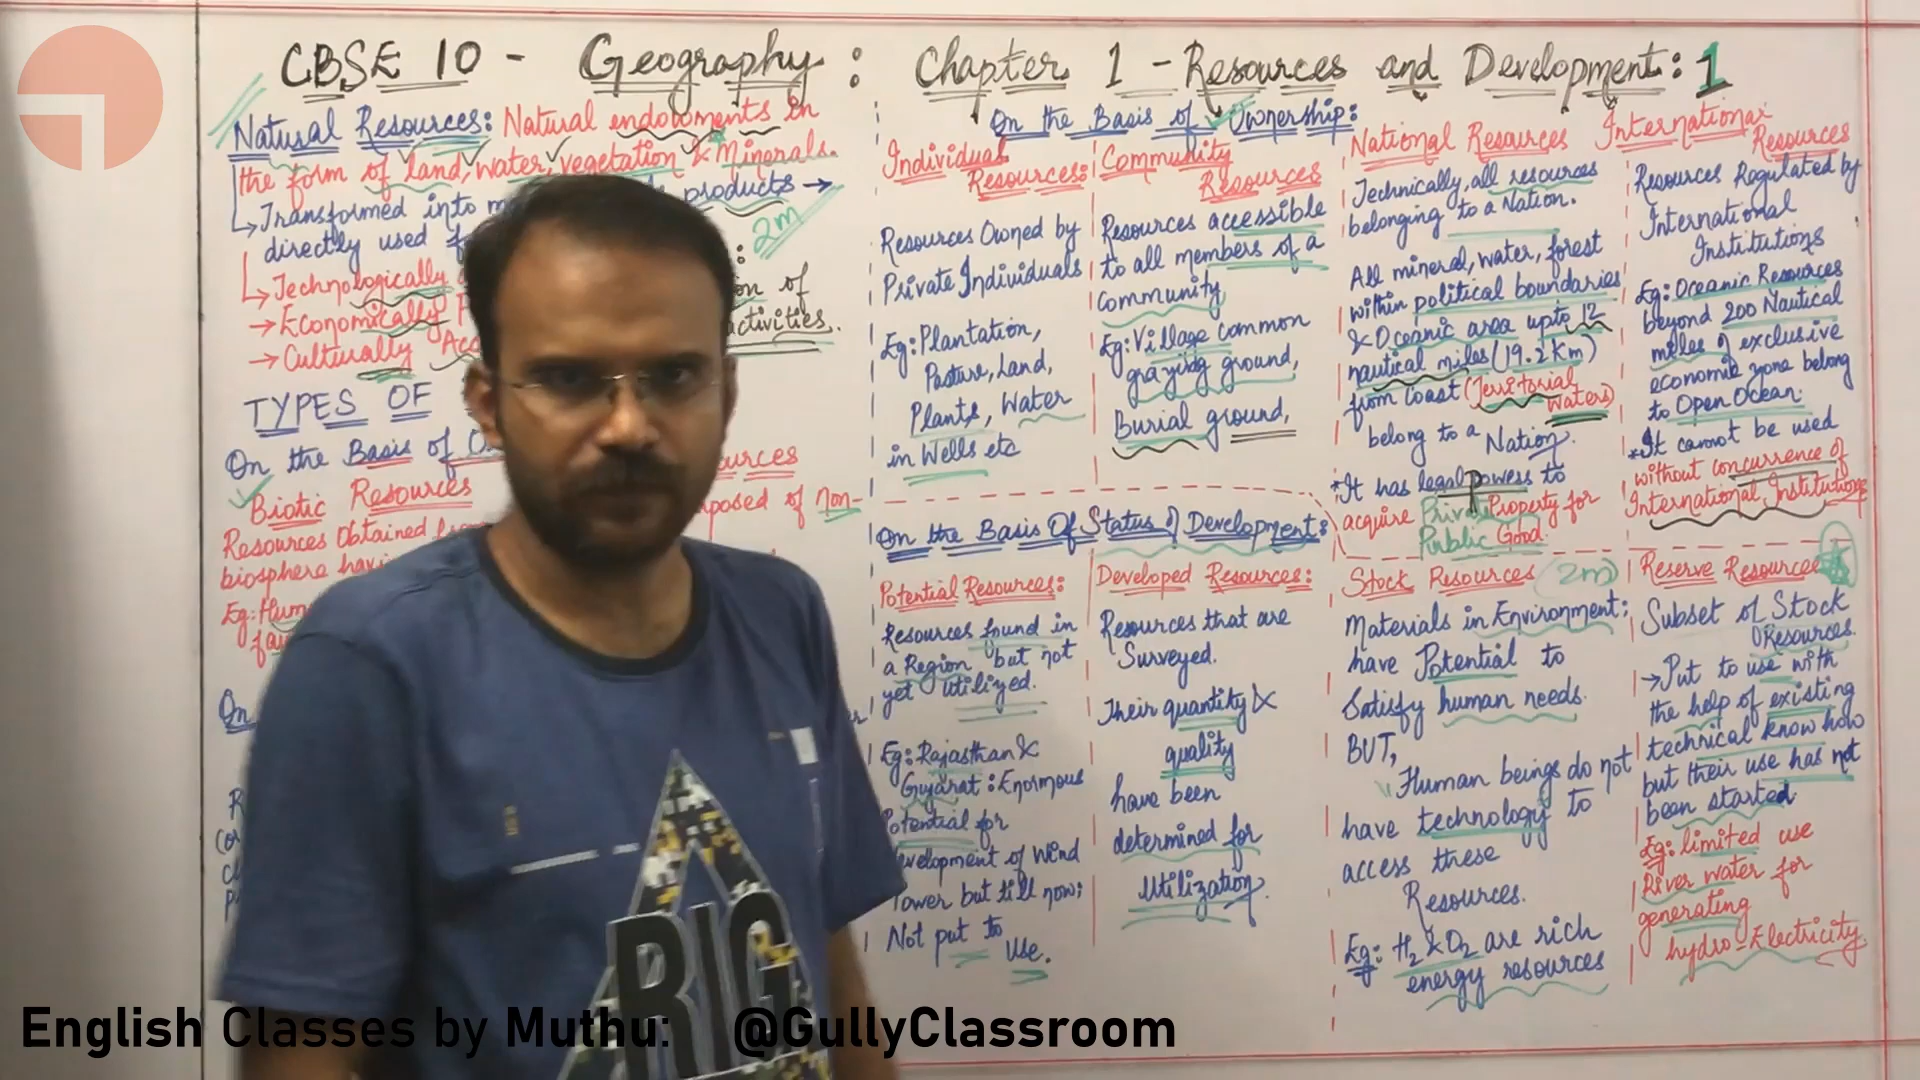 CBSE 10 - Geography: Chapter 1 - Resources and Development: 1
Natural Resources: Natural endowments in
the form of land, water, vegetation & Minerals.
Transformed into products →
directly used
2m
Technologically
on of
→ Economically
activities.
→ Culturally
TYPES OF
On the Basis of
Biotic Resources
Resources Obtained
biosphere
Eg:
posed of non-
On
On the Basis of Ownership:
Individual
Resources:
Resources Owned by
Private Individuals
Eg: Plantation,
Pasture, Land,
Plants, Water
in Wells etc
Community
Resources
Resources accessible
to all members of a
Community
Eg: Village common
grazing ground,
Burial ground,
National Resources
Technically, all resources
belonging to a Nation.
All mineral, water, forest
within political boundaries
& Oceanic area upto 12
nautical miles (19.2 Km)
from Coast (Territorial
Waters)
belong to a Nation.
*It has legal powers to
acquire Private Property for
Public Good.
International
Resources
Resources Regulated by
International
Institutions
Eg: Oceanic Resources
beyond 200 Nautical
miles of exclusive
economic zone belong
to Open Ocean.
*It cannot be used
without concurrence of
International Institutions
On the Basis Of Status of Development:
Potential Resources:
Resources found in
a Region but not
yet utilized.
Eg: Rajasthan &
Gujarat: Enormous
Potential for
evelopment of Wind
Power but till now;
Not put to
Use.
Developed Resources:
Resources that are
Surveyed.
Their quantity &
quality
have been
determined for
Utilization.
Stock Resources 2m
Materials in Environment;
have Potential to
Satisfy human needs.
BUT,
Human beings do not
have technology to
access these
Resources.
Eg: H2 & O2 are rich
energy resources
Reserve Resources
Subset of Stock
Resources.
→ Put to use with
the help of existing
technical know how
but their use has not
been started.
Eg: limited use
River water for
generating
hydro-Electricity.
English Classes by Muthu: @GullyClassroom